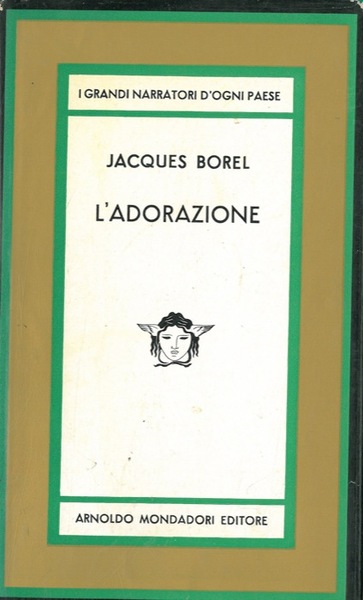 I GRANDI NARRATORI D'OGNI PAESE
JACQUES BOREL
L'ADORAZIONE
ARNOLDO MONDADORI EDITORE